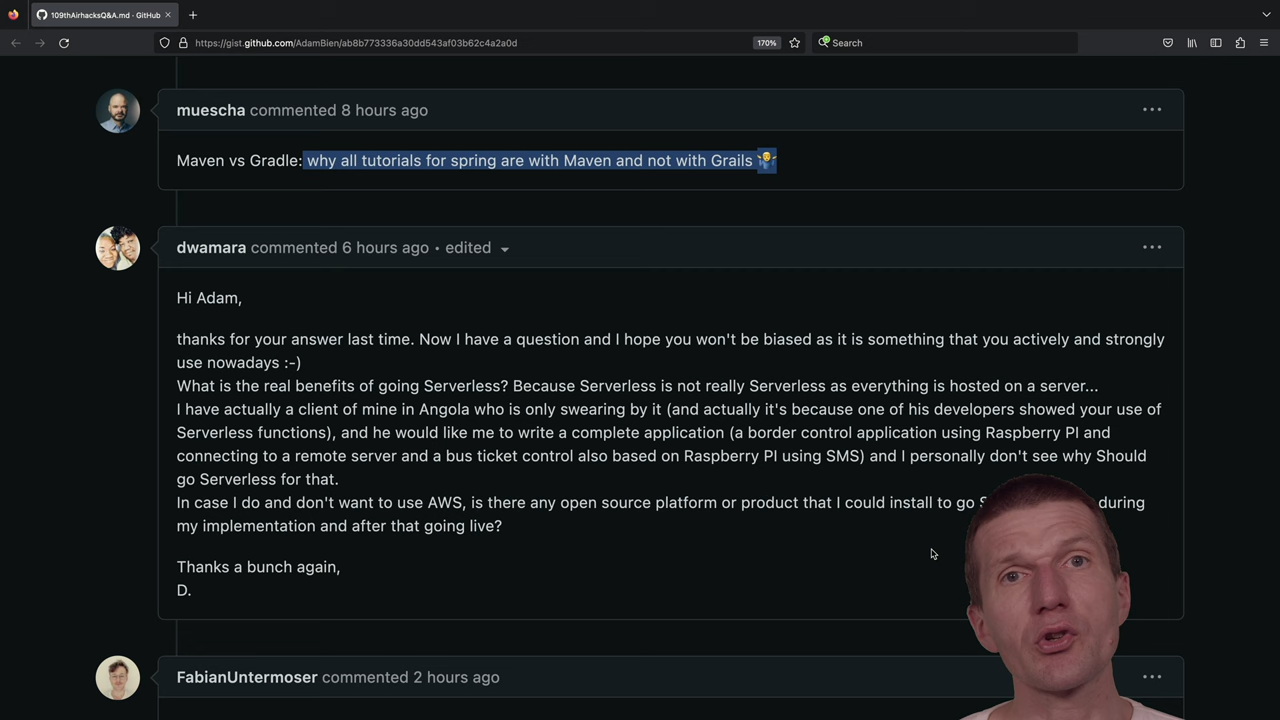 109thAirhacksQ&A.md · GitHub
https://gist.github.com/AdamBien/ab8b773336a30dd543af03b62c4a2a0d
170%
Search
muescha commented 8 hours ago
Maven vs Gradle: why all tutorials for spring are with Maven and not with Grails 🤷‍♂️
dwamara commented 6 hours ago • edited
Hi Adam,
thanks for your answer last time. Now I have a question and I hope you won't be biased as it is something that you actively and strongly
use nowadays :-)
What is the real benefits of going Serverless? Because Serverless is not really Serverless as everything is hosted on a server...
I have actually a client of mine in Angola who is only swearing by it (and actually it's because one of his developers showed your use of
Serverless functions), and he would like me to write a complete application (a border control application using Raspberry PI and
connecting to a remote server and a bus ticket control also based on Raspberry PI using SMS) and I personally don't see why Should
go Serverless for that.
In case I do and don't want to use AWS, is there any open source platform or product that I could install to go during
my implementation and after that going live?
Thanks a bunch again,
D.
FabianUntermoser commented 2 hours ago